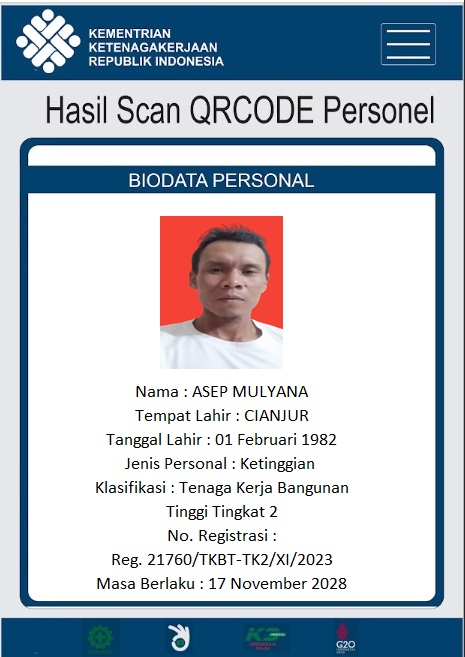 KEMENTRIAN
KETENAGAKERJAAN
REPUBLIK INDONESIA
Hasil Scan QRCODE Personel
BIODATA PERSONAL
Nama : ASEP MULYANA
Tempat Lahir : CIANJUR
Tanggal Lahir : 01 Februari 1982
Jenis Personal : Ketinggian
Klasifikasi : Tenaga Kerja Bangunan
Tinggi Tingkat 2
No. Registrasi :
Reg. 21760/TKBT-TK2/XI/2023
Masa Berlaku : 17 November 2028
G20